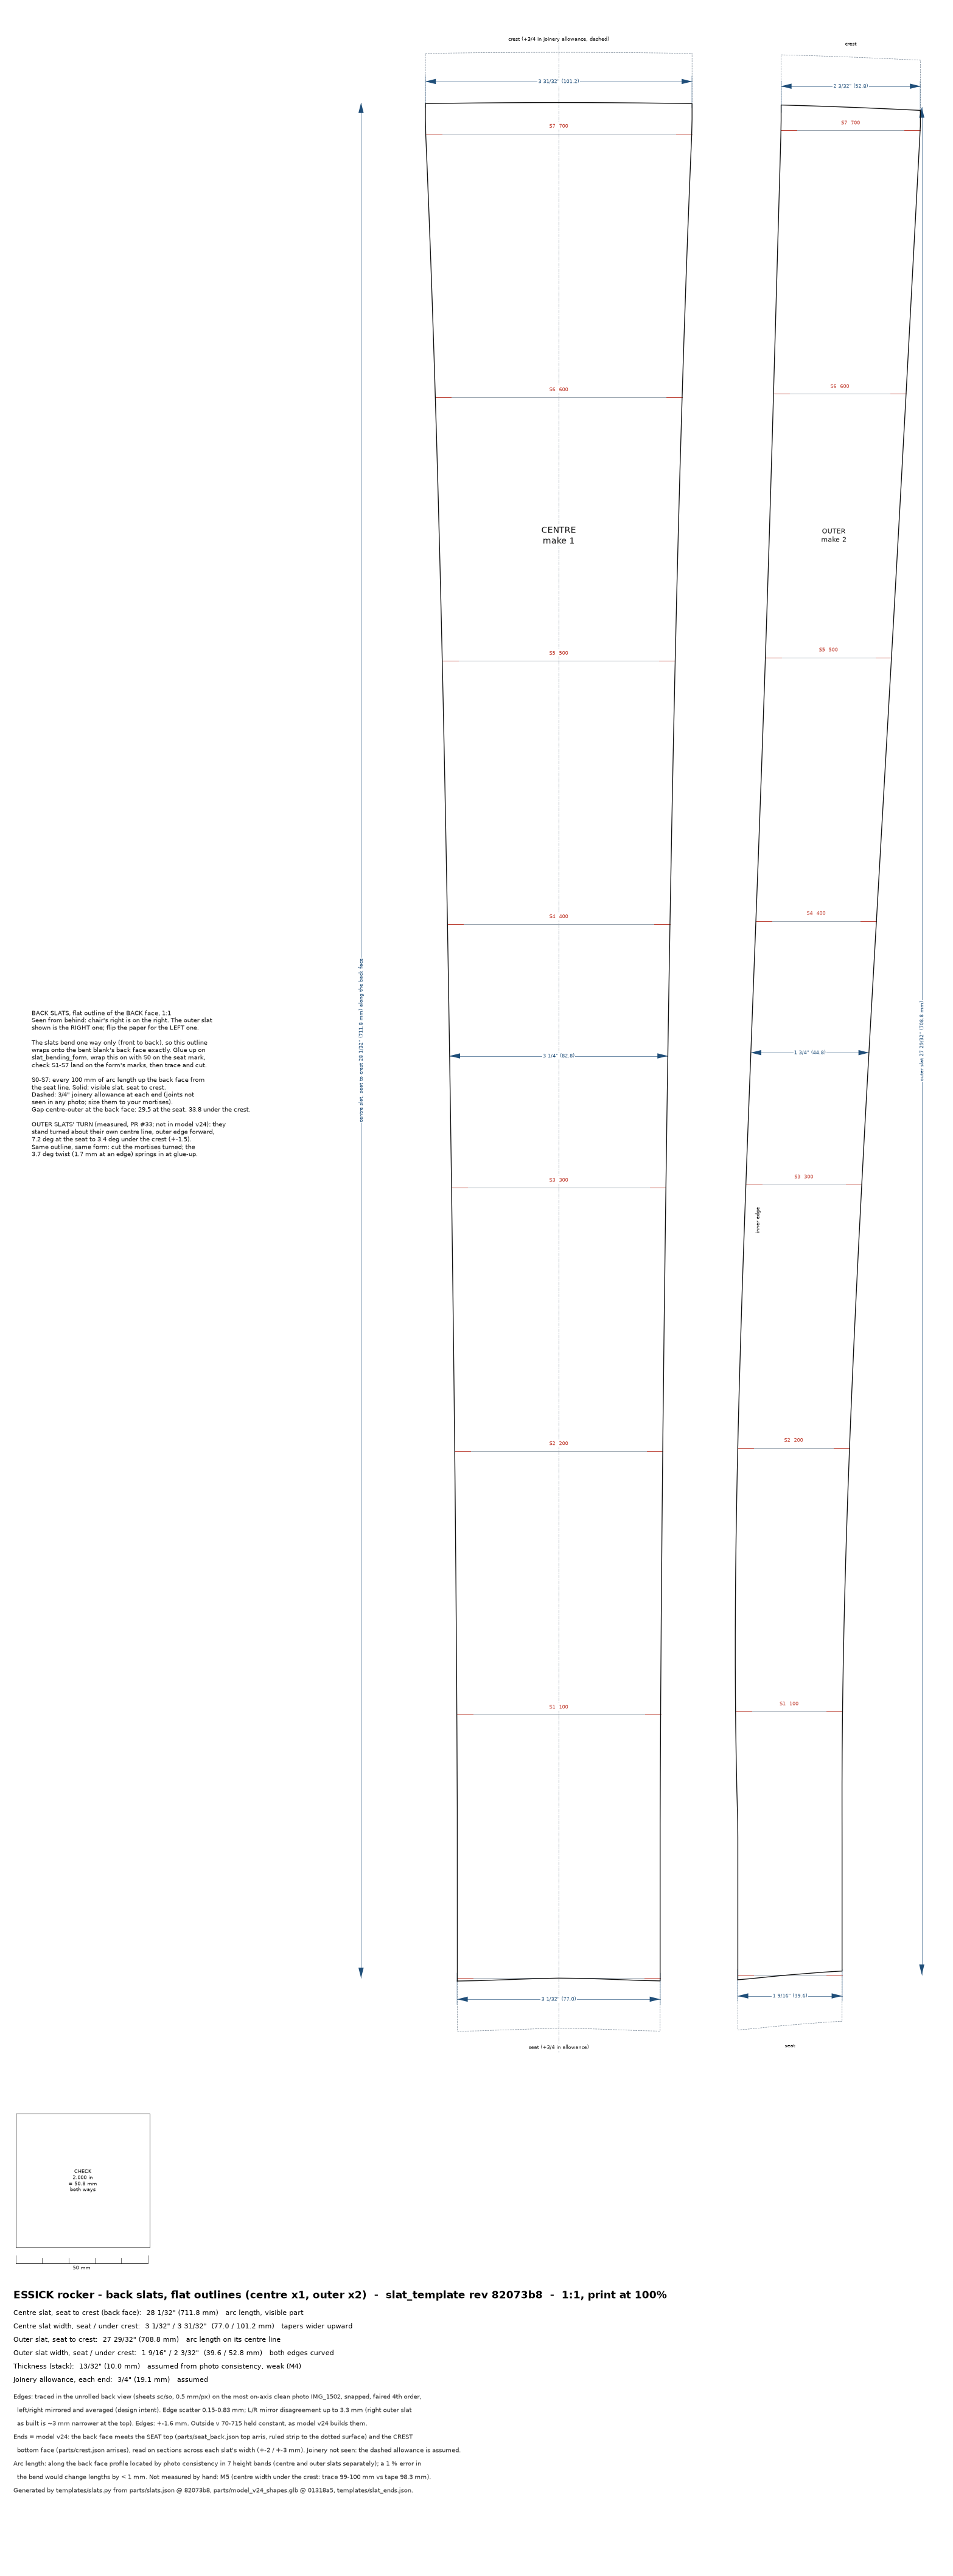 crest (+3/4 in joinery allowance, dashed)
crest
3 31/32" (101.2)
2 3/32" (52.8)
S7 700
S7 700
S6 600
S6 600
CENTRE
make 1
OUTER
make 2
S5 500
S5 500
S4 400
S4 400
centre slat, seat to crest 28 1/32" (711.8 mm) along the back face
outer slat 27 29/32" (708.8 mm)
BACK SLATS, flat outline of the BACK face, 1:1
Seen from behind: chair's right is on the right. The outer slat
shown is the RIGHT one; flip the paper for the LEFT one.
The slats bend one way only (front to back), so this outline
wraps onto the bent blank's back face exactly. Glue up on
slat_bending_form, wrap this on with S0 on the seat mark,
check S1-S7 land on the form's marks, then trace and cut.
S0-S7: every 100 mm of arc length up the back face from
the seat line. Solid: visible slat, seat to crest.
Dashed: 3/4" joinery allowance at each end (joints not
seen in any photo; size them to your mortises).
Gap centre-outer at the back face: 29.5 at the seat, 33.8 under the crest.
OUTER SLATS' TURN (measured, PR #33; not in model v24): they
stand turned about their own centre line, outer edge forward,
7.2 deg at the seat to 3.4 deg under the crest (+-1.5).
Same outline, same form: cut the mortises turned; the
3.7 deg twist (1.7 mm at an edge) springs in at glue-up.
3 1/4" (82.8)
1 3/4" (44.8)
S3 300
S3 300
inner edge
S2 200
S2 200
S1 100
S1 100
3 1/32" (77.0)
1 9/16" (39.6)
seat (+3/4 in allowance)
seat
CHECK
2.000 in
= 50.8 mm
both ways
50 mm
ESSICK rocker - back slats, flat outlines (centre x1, outer x2) - slat_template rev 82073b8 - 1:1, print at 100%
Centre slat, seat to crest (back face): 28 1/32" (711.8 mm) arc length, visible part
Centre slat width, seat / under crest: 3 1/32" / 3 31/32" (77.0 / 101.2 mm) tapers wider upward
Outer slat, seat to crest: 27 29/32" (708.8 mm) arc length on its centre line
Outer slat width, seat / under crest: 1 9/16" / 2 3/32" (39.6 / 52.8 mm) both edges curved
Thickness (stack): 13/32" (10.0 mm) assumed from photo consistency, weak (M4)
Joinery allowance, each end: 3/4" (19.1 mm) assumed
Edges: traced in the unrolled back view (sheets sc/so, 0.5 mm/px) on the most on-axis clean photo IMG_1502, snapped, faired 4th order,
left/right mirrored and averaged (design intent). Edge scatter 0.15-0.83 mm; L/R mirror disagreement up to 3.3 mm (right outer slat
as built is ~3 mm narrower at the top). Edges: +-1.6 mm. Outside v 70-715 held constant, as model v24 builds them.
Ends = model v24: the back face meets the SEAT top (parts/seat_back.json top arris, ruled strip to the dotted surface) and the CREST
bottom face (parts/crest.json arrises), read on sections across each slat's width (+-2 / +-3 mm). Joinery not seen: the dashed allowance is assumed.
Arc length: along the back face profile located by photo consistency in 7 height bands (centre and outer slats separately); a 1 % error in
the bend would change lengths by < 1 mm. Not measured by hand: M5 (centre width under the crest: trace 99-100 mm vs tape 98.3 mm).
Generated by templates/slats.py from parts/slats.json @ 82073b8, parts/model_v24_shapes.glb @ 01318a5, templates/slat_ends.json.